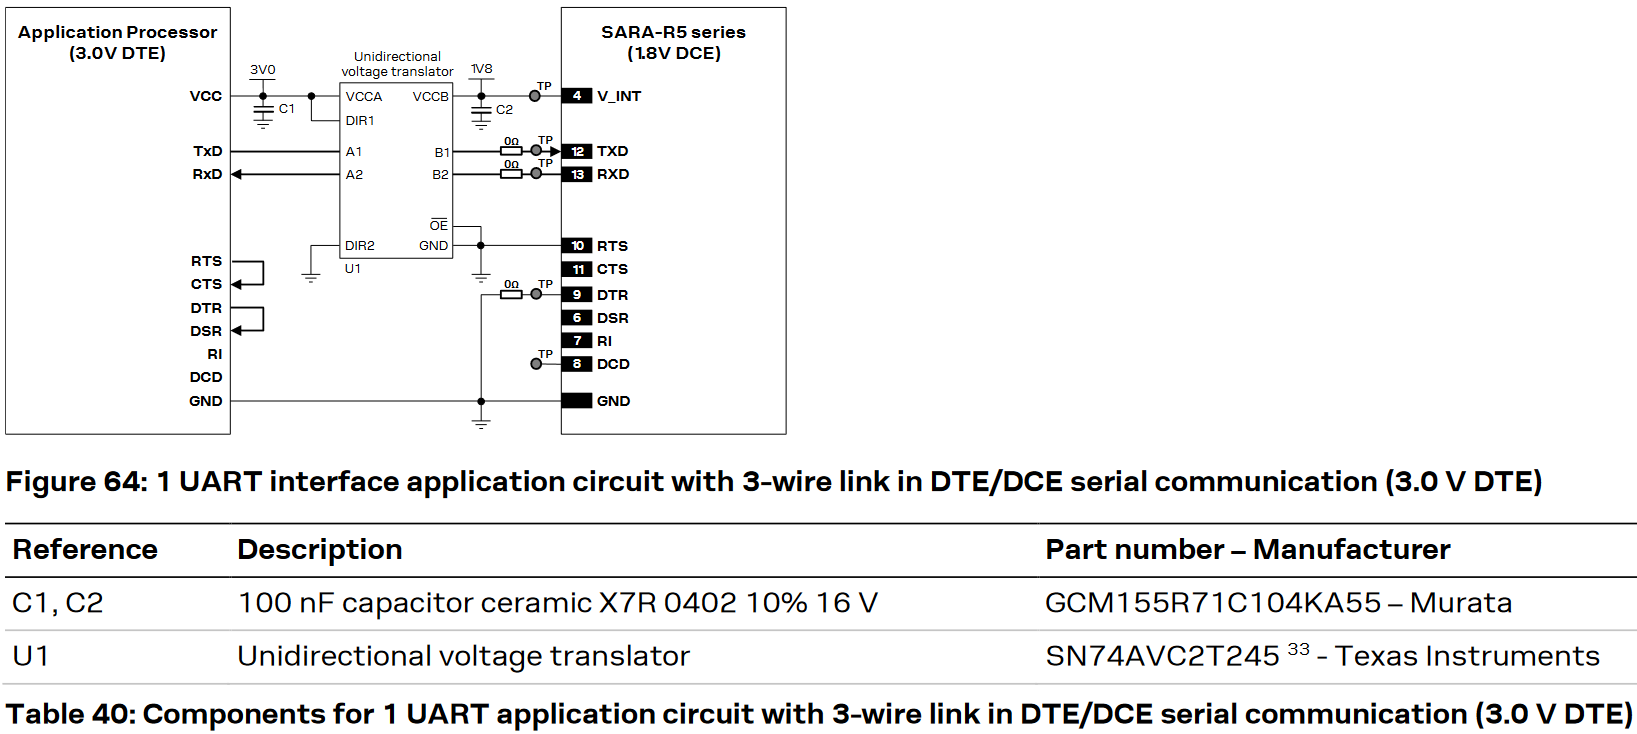 Application Processor
(3.0V DTE)
SARA-R5 series
(1.8V DCE)
Unidirectional
voltage translator
3V0
1V8
TP
VCC
C1
VCCA
VCCB
C2
4
V_INT
DIR1
0Ω
TP
TxD
A1
B1
12
TXD
0Ω
TP
RxD
A2
B2
13
RXD
OE
DIR2
GND
10
RTS
U1
RTS
11
CTS
CTS
0Ω
TP
9
DTR
DTR
6
DSR
DSR
7
RI
RI
TP
8
DCD
DCD
GND
GND
Figure 64: 1 UART interface application circuit with 3-wire link in DTE/DCE serial communication (3.0 V DTE)
Reference Description Part number – Manufacturer
C1, C2 100 nF capacitor ceramic X7R 0402 10% 16 V GCM155R71C104KA55 – Murata
U1 Unidirectional voltage translator SN74AVC2T245 33 - Texas Instruments
Table 40: Components for 1 UART application circuit with 3-wire link in DTE/DCE serial communication (3.0 V DTE)